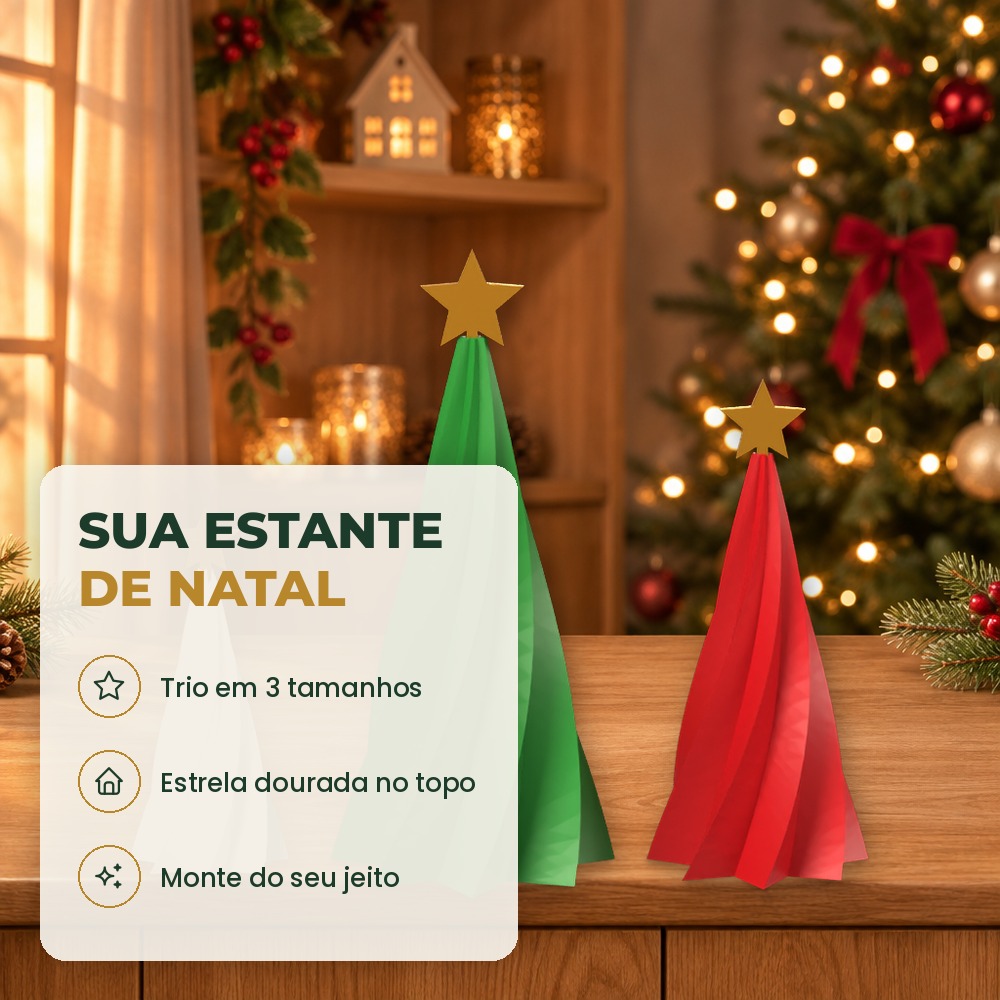 SUA ESTANTE
DE NATAL
Trio em 3 tamanhos
Estrela dourada no topo
Monte do seu jeito